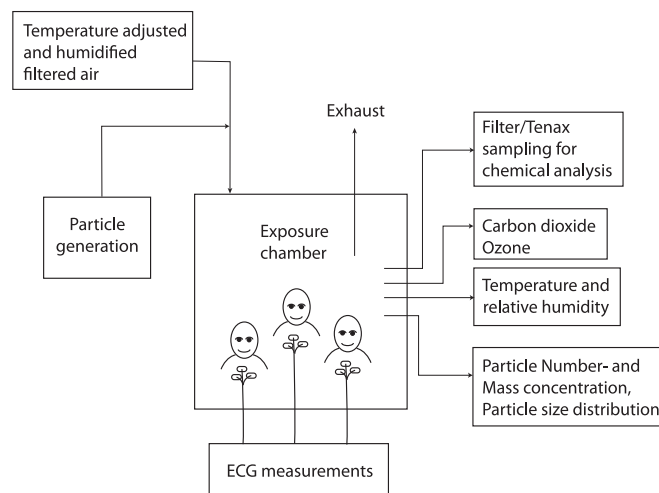 Temperature adjusted
and humidified
filtered air
Exhaust
Filter/Tenax
sampling for
chemical analysis
Particle
generation
Exposure
chamber
Carbon dioxide
Ozone
Temperature and
relative humidity
Particle Number- and
Mass concentration,
Particle size distribution
ECG measurements